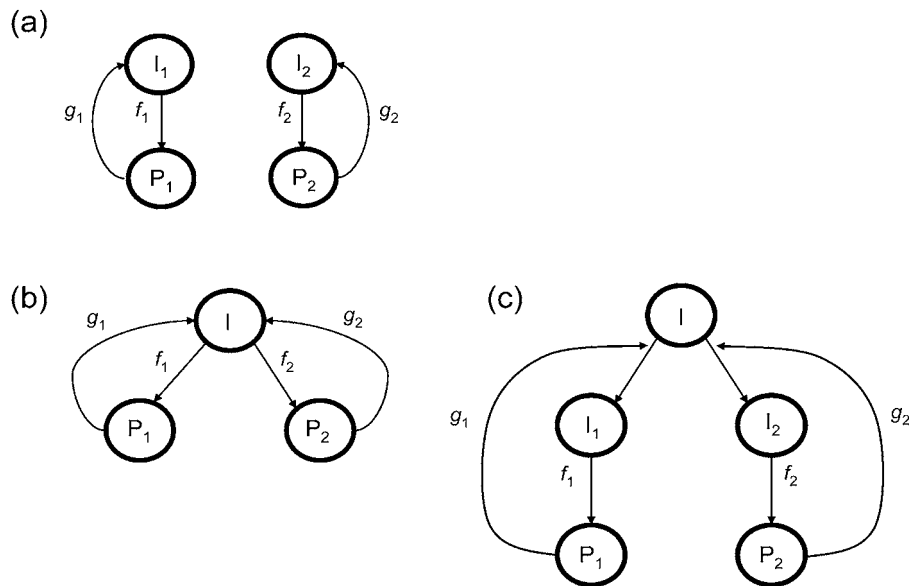 (a)
I₁ I₂
g₁ f₁ f₂ g₂
P₁ P₂
(b) (c)
g₁ I g₂ I
f₁ f₂
P₁ P₂ I₁ I₂
g₁ g₂
f₁ f₂
P₁ P₂